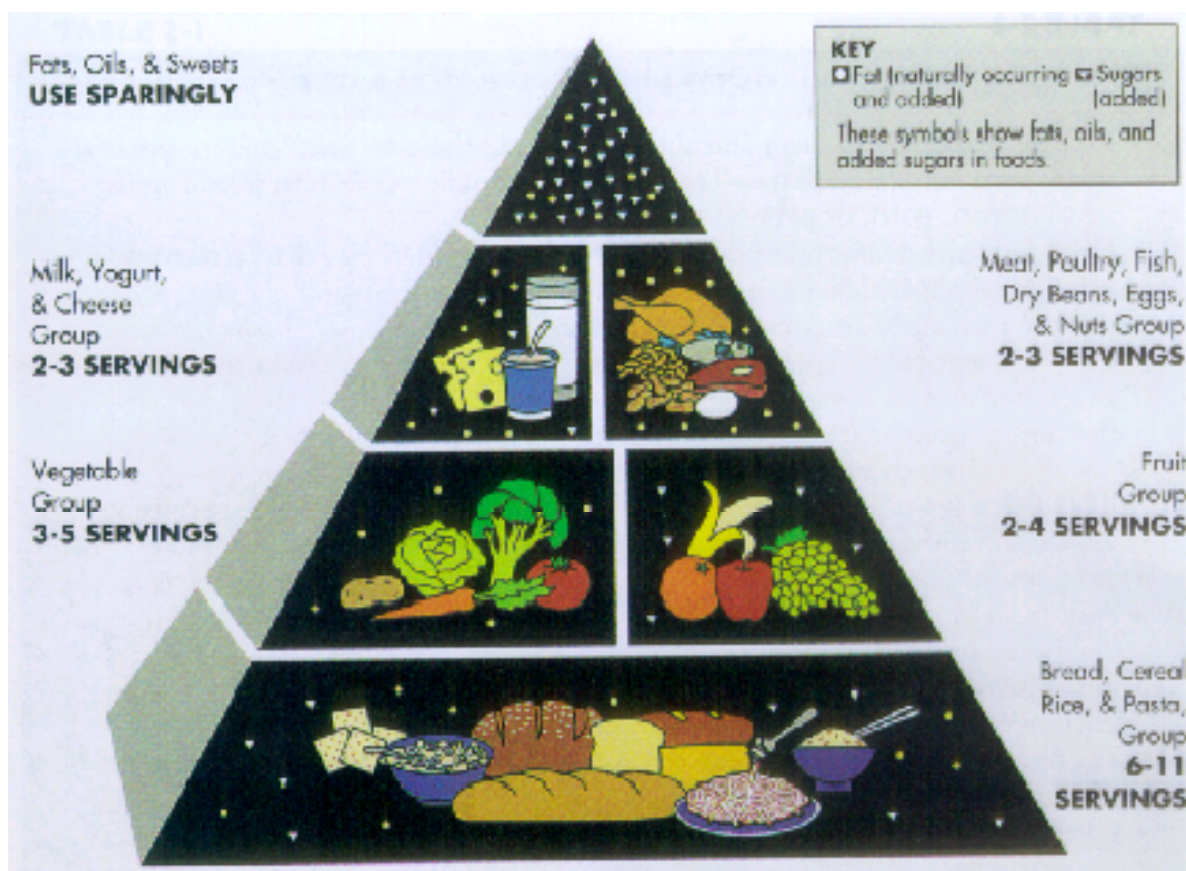 Fats, Oils, & Sweets
USE SPARINGLY
KEY
Fat (naturally occurring and added)
Sugars (added)
These symbols show fats, oils, and
added sugars in foods.
Milk, Yogurt,
& Cheese
Group
2-3 SERVINGS
Meat, Poultry, Fish,
Dry Beans, Eggs,
& Nuts Group
2-3 SERVINGS
Vegetable
Group
3-5 SERVINGS
Fruit
Group
2-4 SERVINGS
Bread, Cereal
Rice, & Pasta,
Group
6-11
SERVINGS